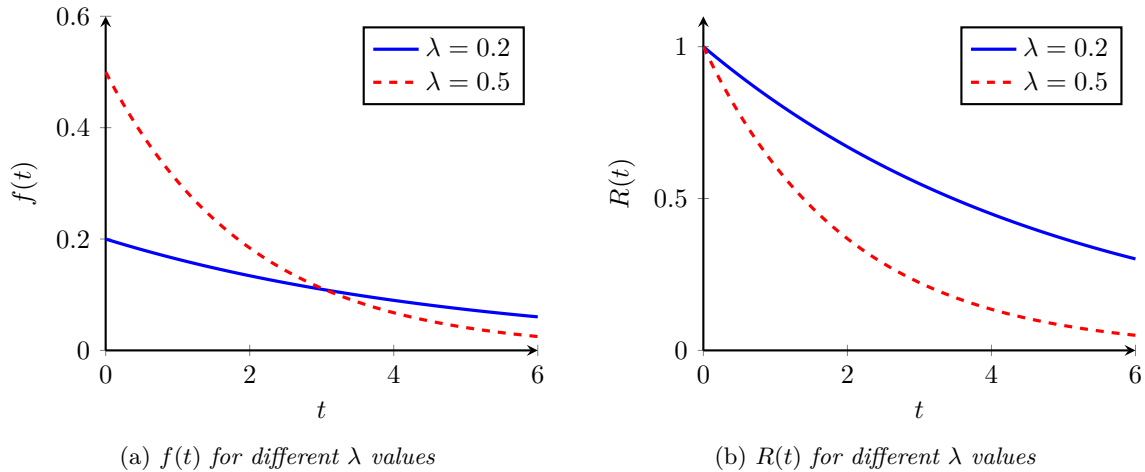 0.6
0.4
0.2
0
0
2
4
6
f(t)
t
λ = 0.2
λ = 0.5
(a) f(t) for different λ values
1
0.5
0
0
2
4
6
R(t)
t
λ = 0.2
λ = 0.5
(b) R(t) for different λ values